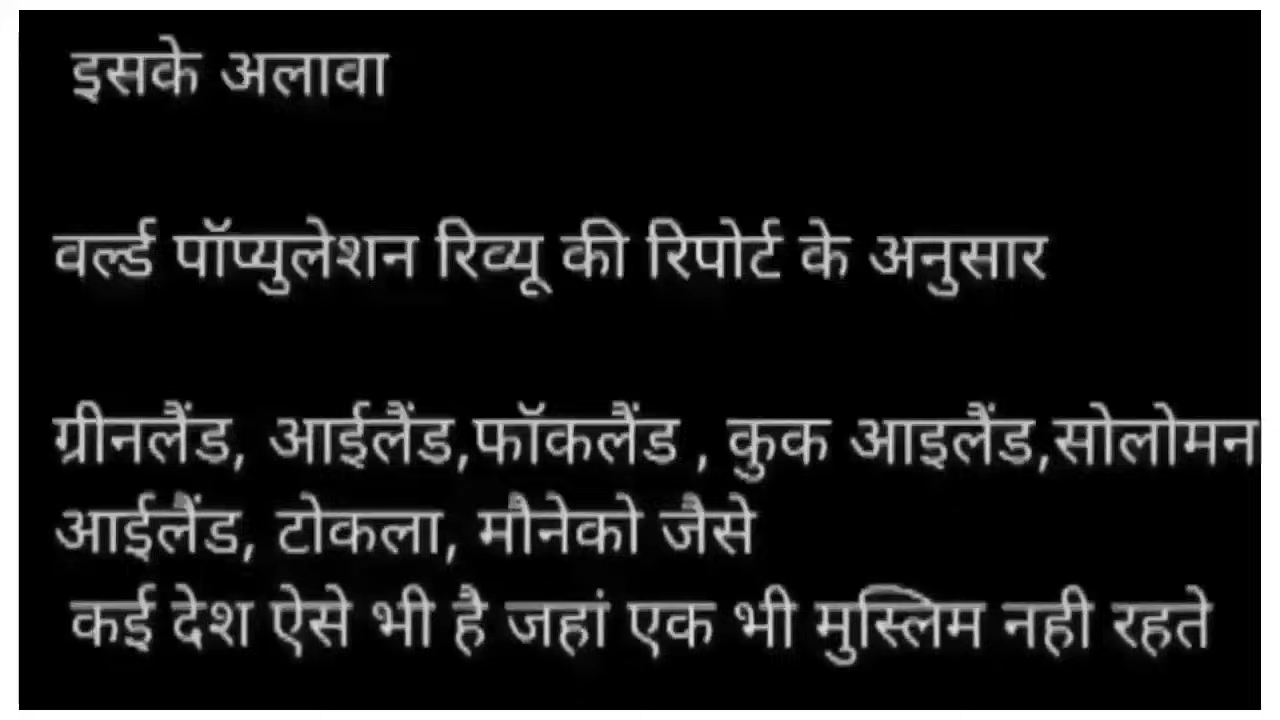 इसके अलावा
वर्ल्ड पॉप्युलेशन रिव्यू की रिपोर्ट के अनुसार
ग्रीनलैंड, आईलैंड,फॉकलैंड , कुक आइलैंड,सोलोमन
आईलैंड, टोकला, मौनेको जैसे
कई देश ऐसे भी है जहां एक भी मुस्लिम नही रहते